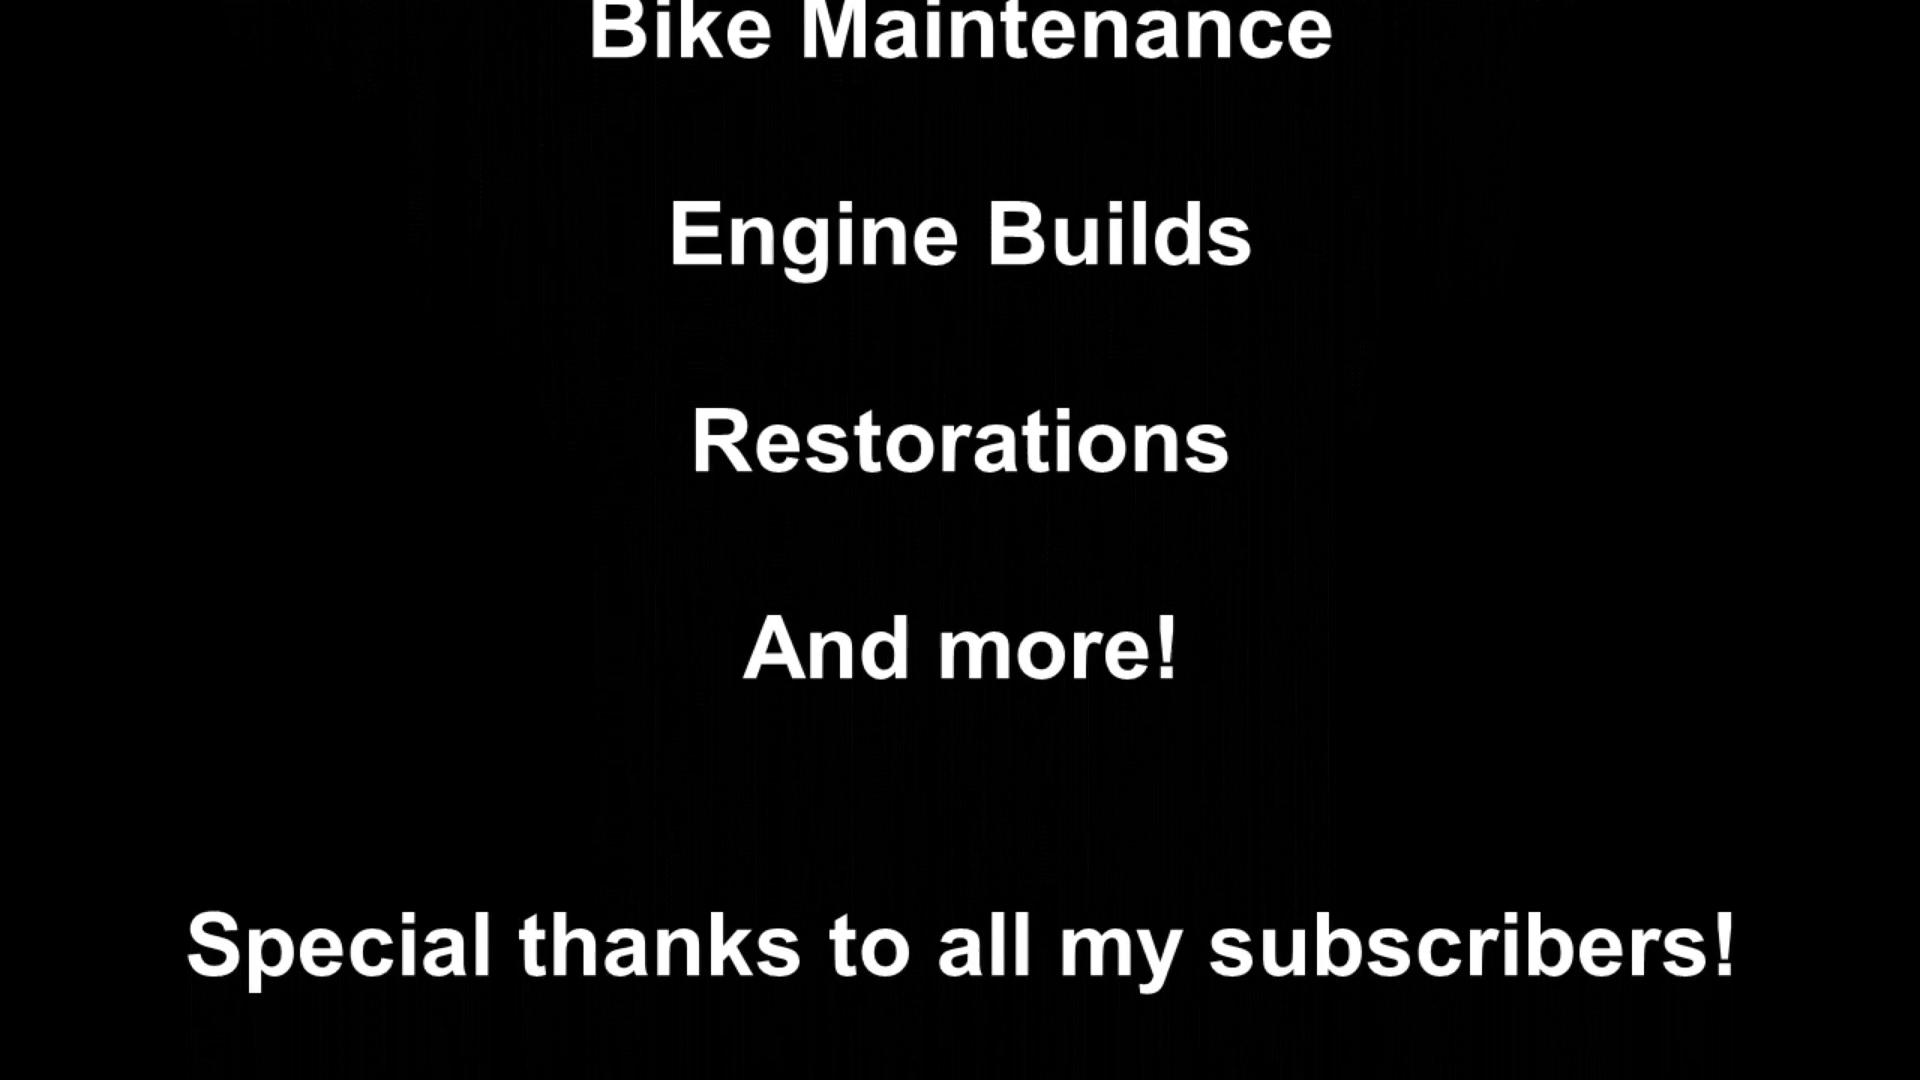 Bike Maintenance
Engine Builds
Restorations
And more!
Special thanks to all my subscribers!